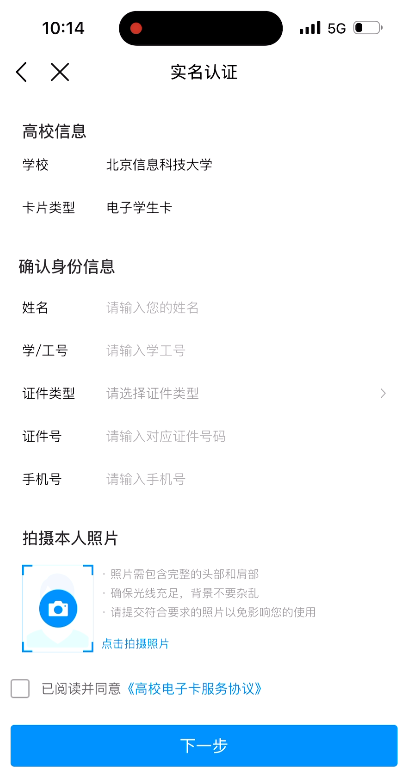 10:14
5G
实名认证
高校信息
学校 北京信息科技大学
卡片类型 电子学生卡
确认身份信息
姓名 请输入您的姓名
学/工号 请输入学工号
证件类型 请选择证件类型
证件号 请输入对应证件号码
手机号 请输入手机号
拍摄本人照片
· 照片需包含完整的头部和肩部
· 确保光线充足，背景不要杂乱
· 请提交符合要求的照片以免影响您的使用
点击拍摄照片
已阅读并同意《高校电子卡服务协议》
下一步